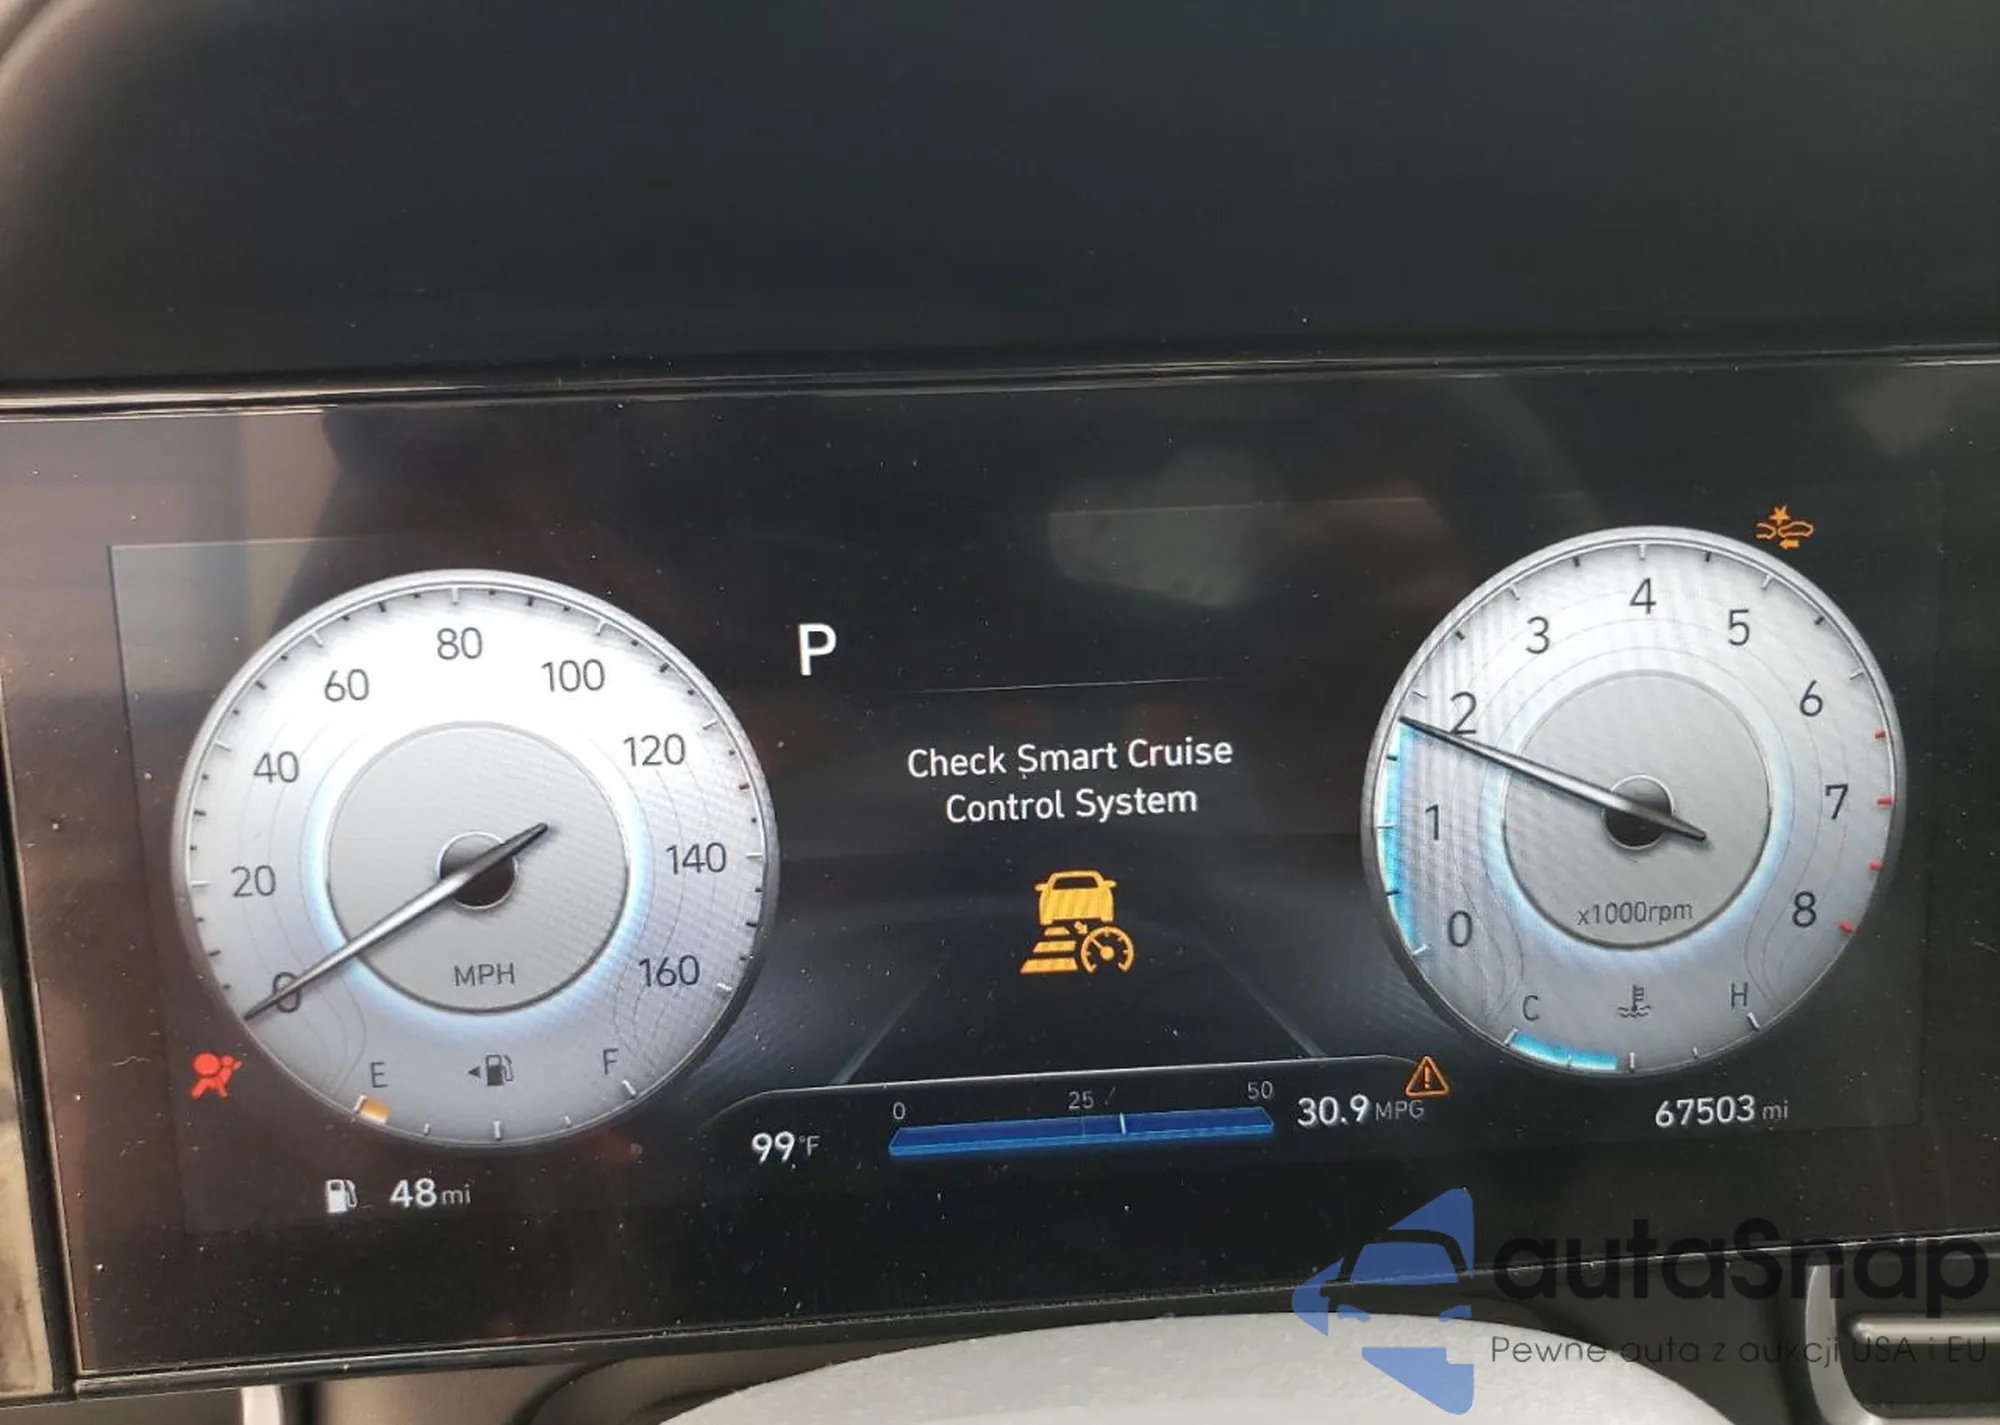 0
20
40
60
80
100
120
140
160
MPH
E
F
48 mi
P
Check Smart Cruise
Control System
0
25
50
99°F
30.9 MPG
0
1
2
3
4
5
6
7
8
x1000rpm
C
H
67503 mi
autaSnap
Pewne auta z aukcji USA i EU